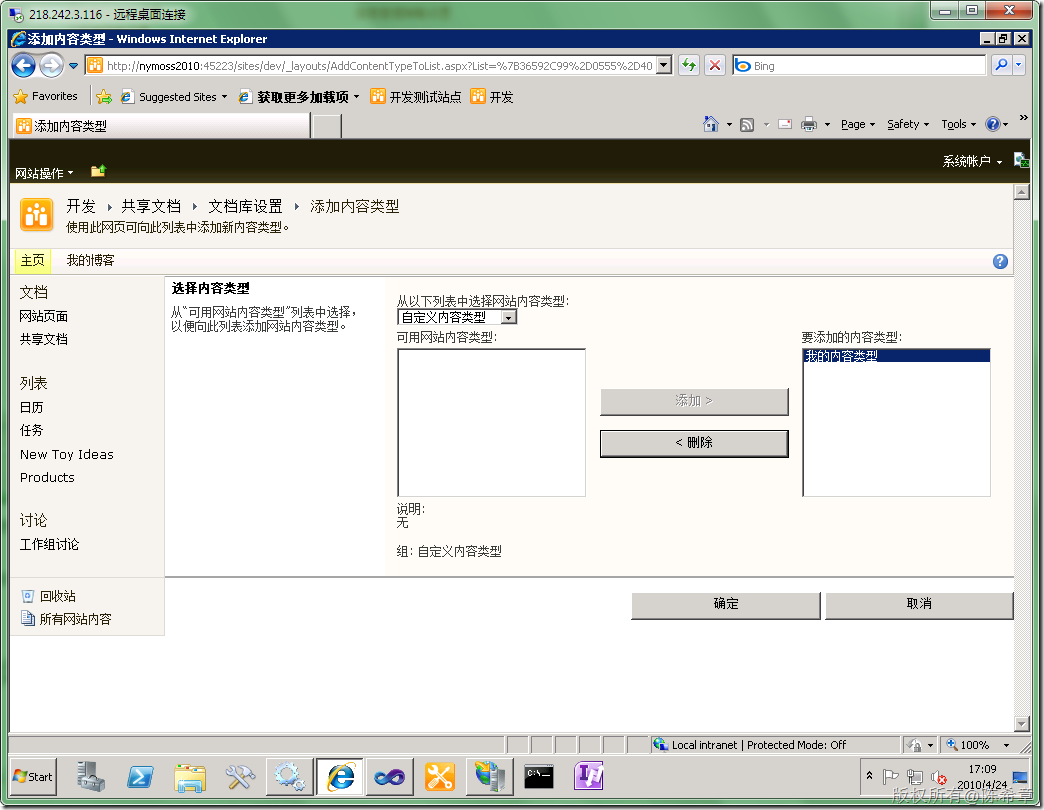 218.242.3.116 - 远程桌面连接
添加内容类型 - Windows Internet Explorer
http://nymoss2010:45223/sites/dev/_layouts/AddContentTypeToList.aspx?List=%7B36592C99%2D0555%2D40
Bing
Favorites
Suggested Sites
获取更多加载项
开发测试站点
开发
添加内容类型
Page
Safety
Tools
网站操作
系统帐户
开发
共享文档
文档库设置
添加内容类型
使用此网页可向此列表中添加新内容类型。
主页
我的博客
文档
网站页面
共享文档
列表
日历
任务
New Toy Ideas
Products
讨论
工作组讨论
回收站
所有网站内容
选择内容类型
从“可用网站内容类型”列表中选择，
以便向此列表添加网站内容类型。
从以下列表中选择网站内容类型:
自定义内容类型
可用网站内容类型:
添加 >
< 删除
要添加的内容类型:
我的内容类型
说明:
无
组: 自定义内容类型
确定
取消
Local intranet | Protected Mode: Off
100%
Start
C:\_
17:09
2010/4/24
版权所有@陈希章